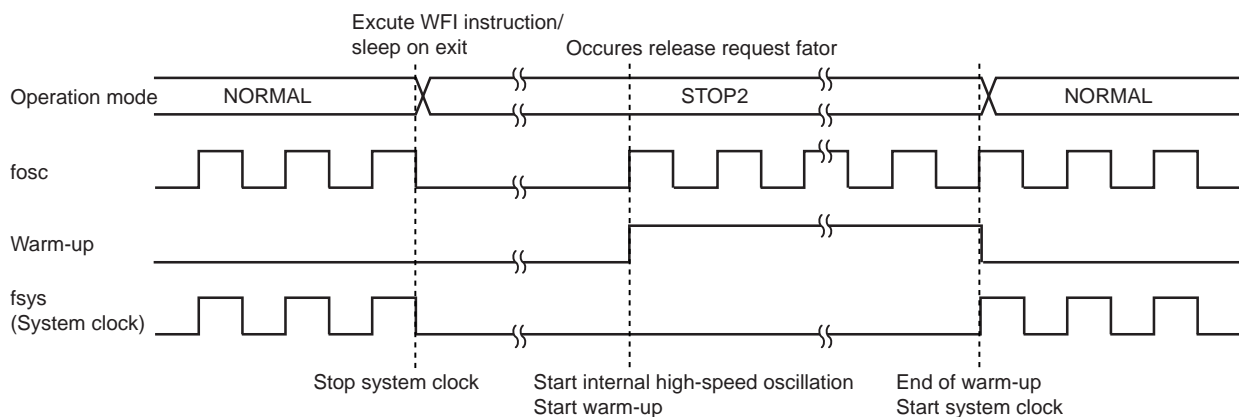 Excute WFI instruction/
sleep on exit
Occures release request fator
Operation mode
NORMAL
STOP2
NORMAL
fosc
Warm-up
fsys
(System clock)
Stop system clock
Start internal high-speed oscillation
Start warm-up
End of warm-up
Start system clock